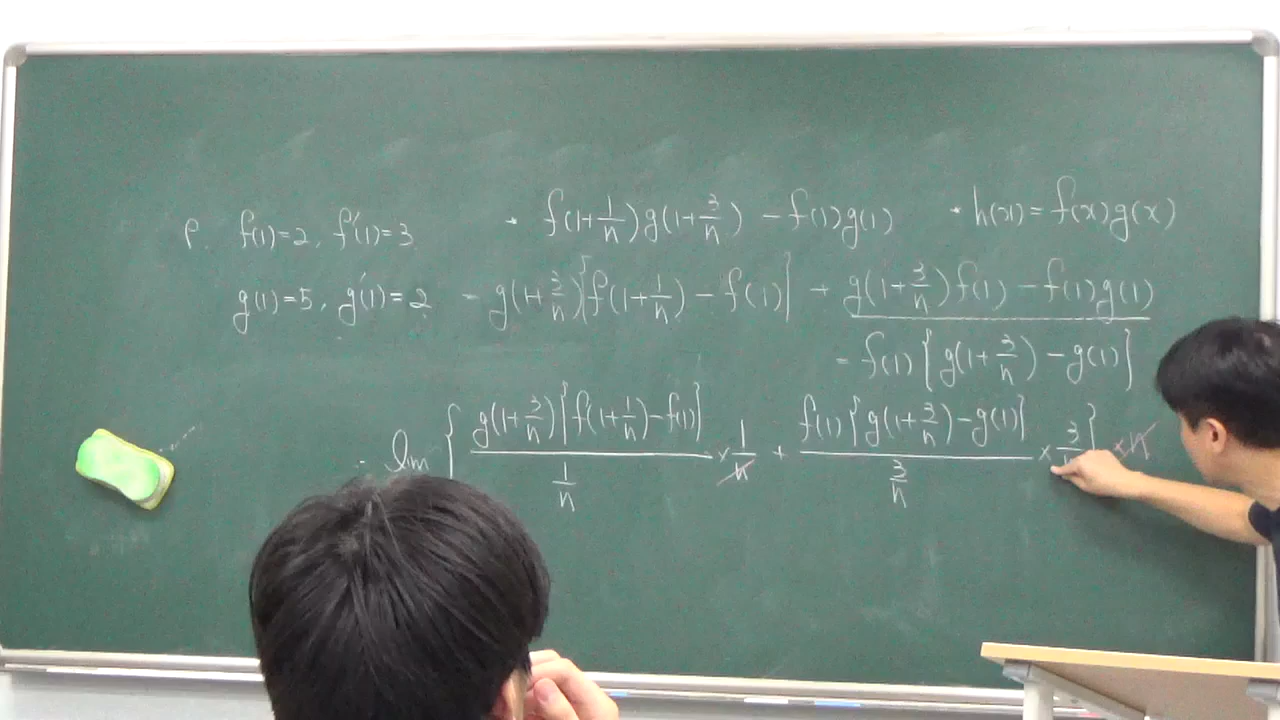 P. f(1)=2, f'(1)=3
g(1)=5, g'(1)=2
* f(1+1/n)g(1+3/n) - f(1)g(1)
= g(1+3/n){f(1+1/n) - f(1)} + g(1+3/n)f(1) - f(1)g(1)
= f(1){g(1+3/n) - g(1)}
= lim { g(1+3/n){f(1+1/n)-f(1)} / (1/n) × 1/n + f(1){g(1+3/n)-g(1)} / (3/n) × 3/ } ×n
* h(x)=f(x)g(x)